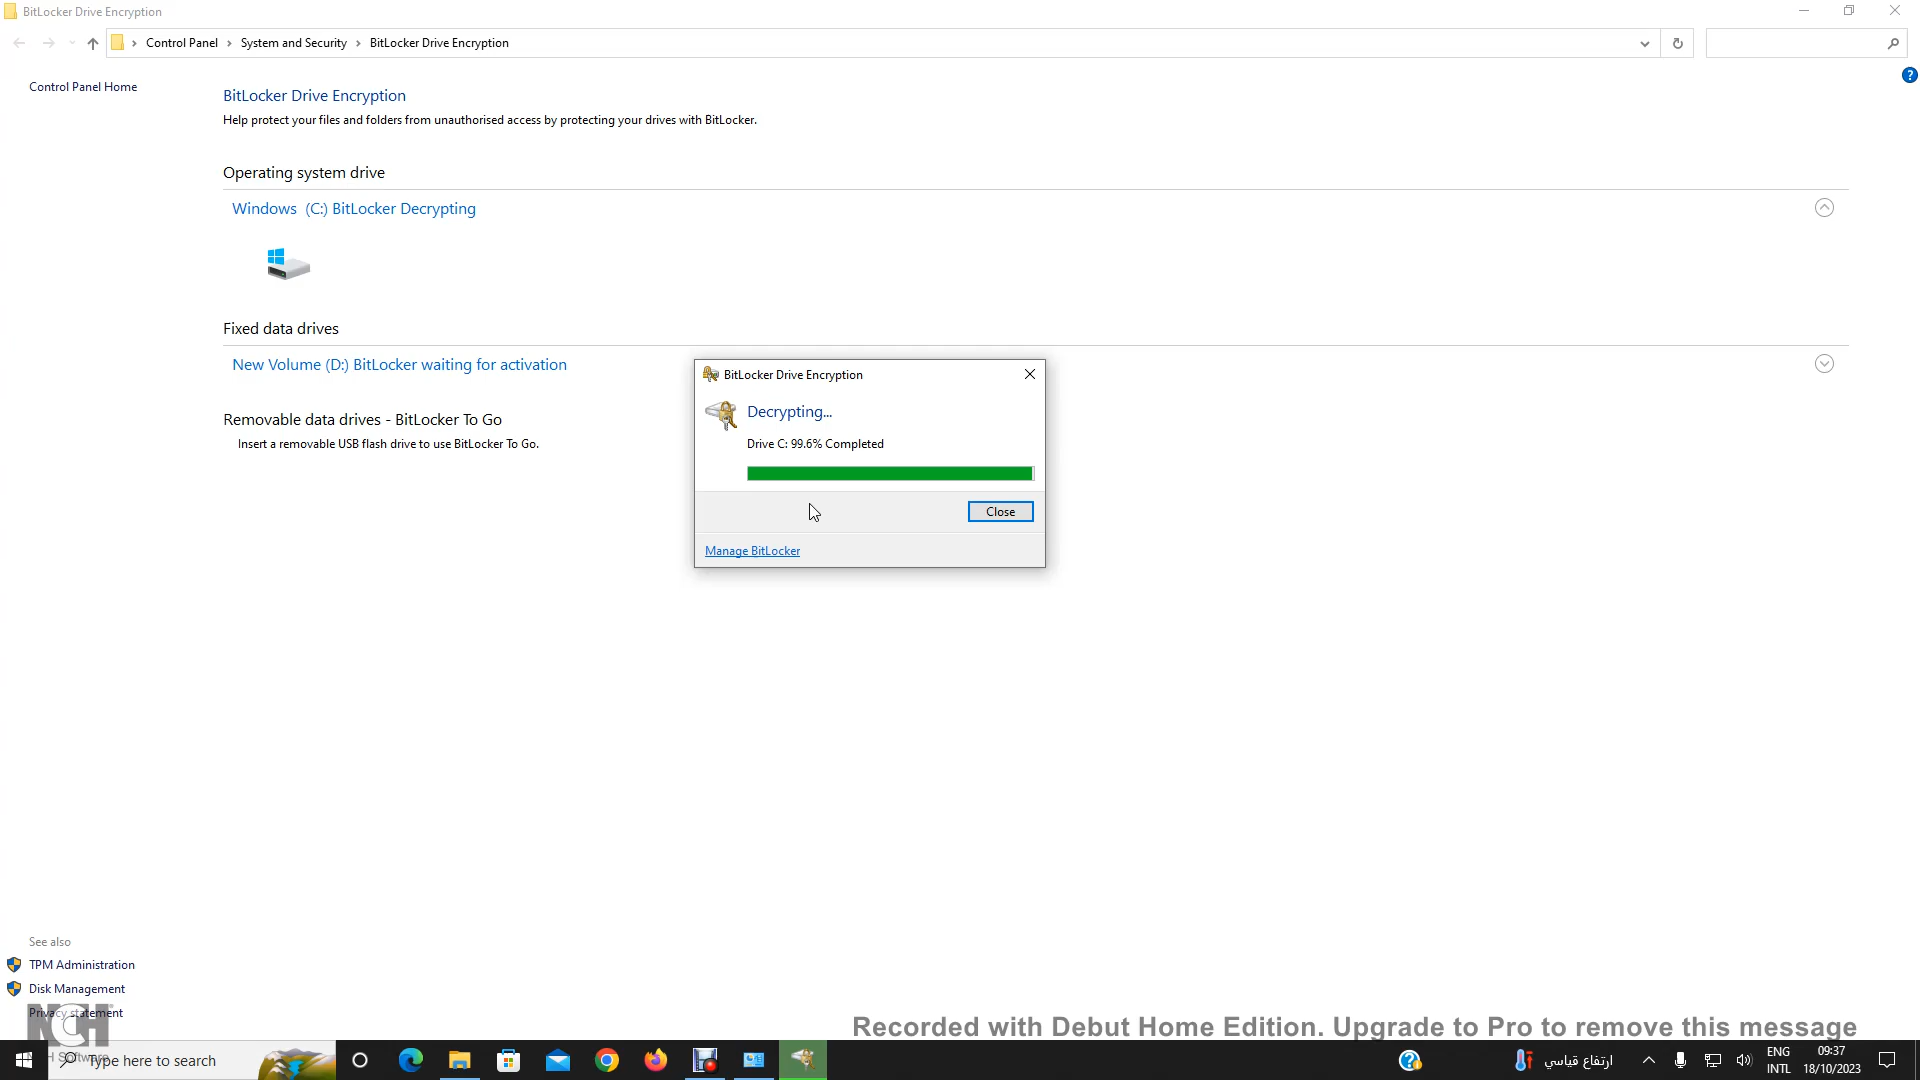 BitLocker Drive Encryption
Control Panel > System and Security > BitLocker Drive Encryption
Control Panel Home
BitLocker Drive Encryption
Help protect your files and folders from unauthorised access by protecting your drives with BitLocker.
Operating system drive
Windows (C:) BitLocker Decrypting
Fixed data drives
New Volume (D:) BitLocker waiting for activation
Removable data drives - BitLocker To Go
Insert a removable USB flash drive to use BitLocker To Go.
BitLocker Drive Encryption
Decrypting...
Drive C: 99.6% Completed
Close
Manage BitLocker
See also
TPM Administration
Disk Management
Privacy statement
NCH
Recorded with Debut Home Edition. Upgrade to Pro to remove this message
Type here to search
ارتفاع قياسي
ENG
INTL
09:37
18/10/2023